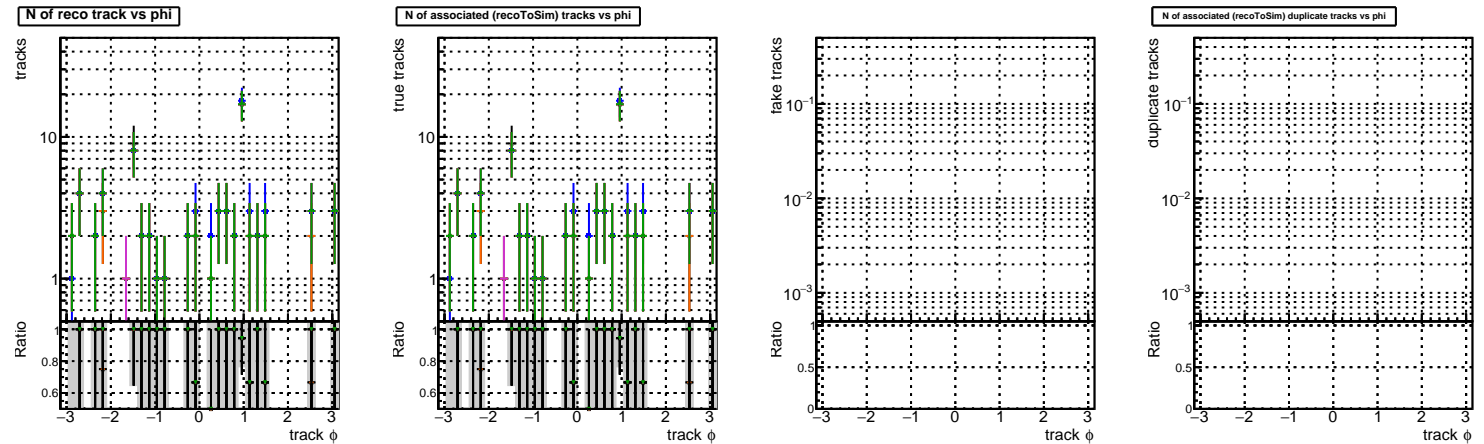 N of reco track vs phi
tracks
10
1
Ratio
1
0.8
0.6
−3 −2 −1 0 1 2 3
track ϕ
N of associated (recoToSim) tracks vs phi
true tracks
10
1
Ratio
1
0.8
0.6
−3 −2 −1 0 1 2 3
track ϕ
fake tracks
10−1
10−2
10−3
Ratio
1
0.5
0
−3 −2 −1 0 1 2 3
track ϕ
N of associated (recoToSim) duplicate tracks vs phi
duplicate tracks
10−1
10−2
10−3
Ratio
1
0.5
0
−3 −2 −1 0 1 2 3
track ϕ